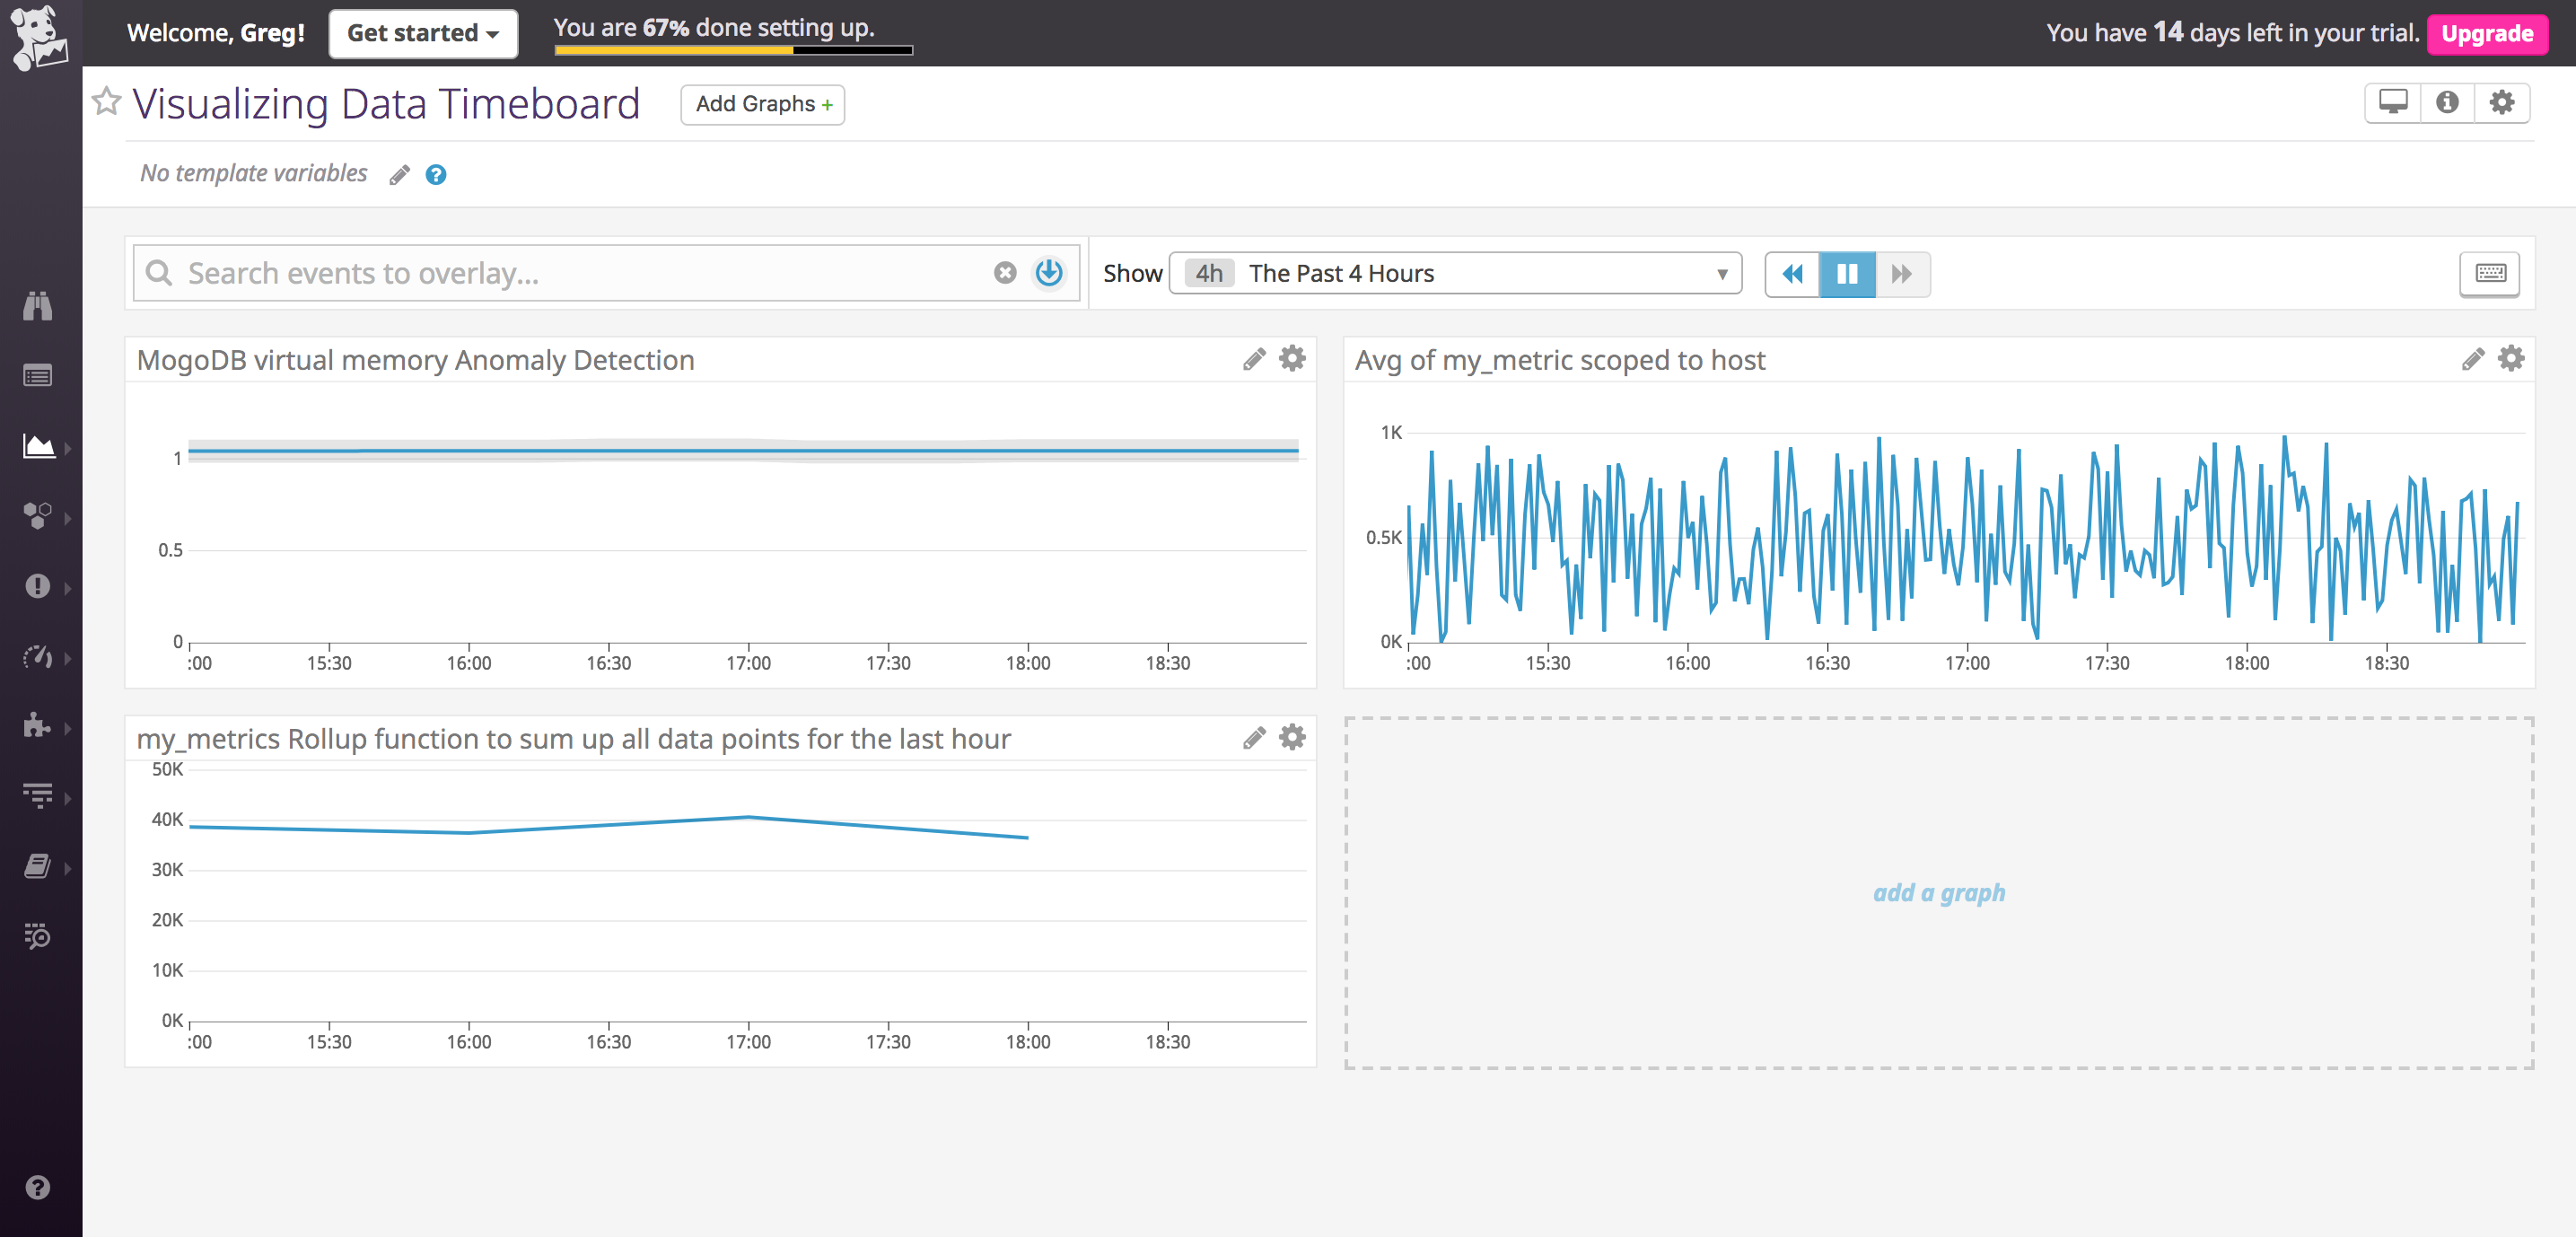 Welcome, Greg!
Get started
You are 67% done setting up.
You have 14 days left in your trial.
Upgrade
Visualizing Data Timeboard
Add Graphs +
No template variables
Search events to overlay...
Show
4h The Past 4 Hours
MogoDB virtual memory Anomaly Detection
1
0.5
0
:00 15:30 16:00 16:30 17:00 17:30 18:00 18:30
Avg of my_metric scoped to host
1K
0.5K
0K
:00 15:30 16:00 16:30 17:00 17:30 18:00 18:30
my_metrics Rollup function to sum up all data points for the last hour
50K
40K
30K
20K
10K
0K
:00 15:30 16:00 16:30 17:00 17:30 18:00 18:30
add a graph